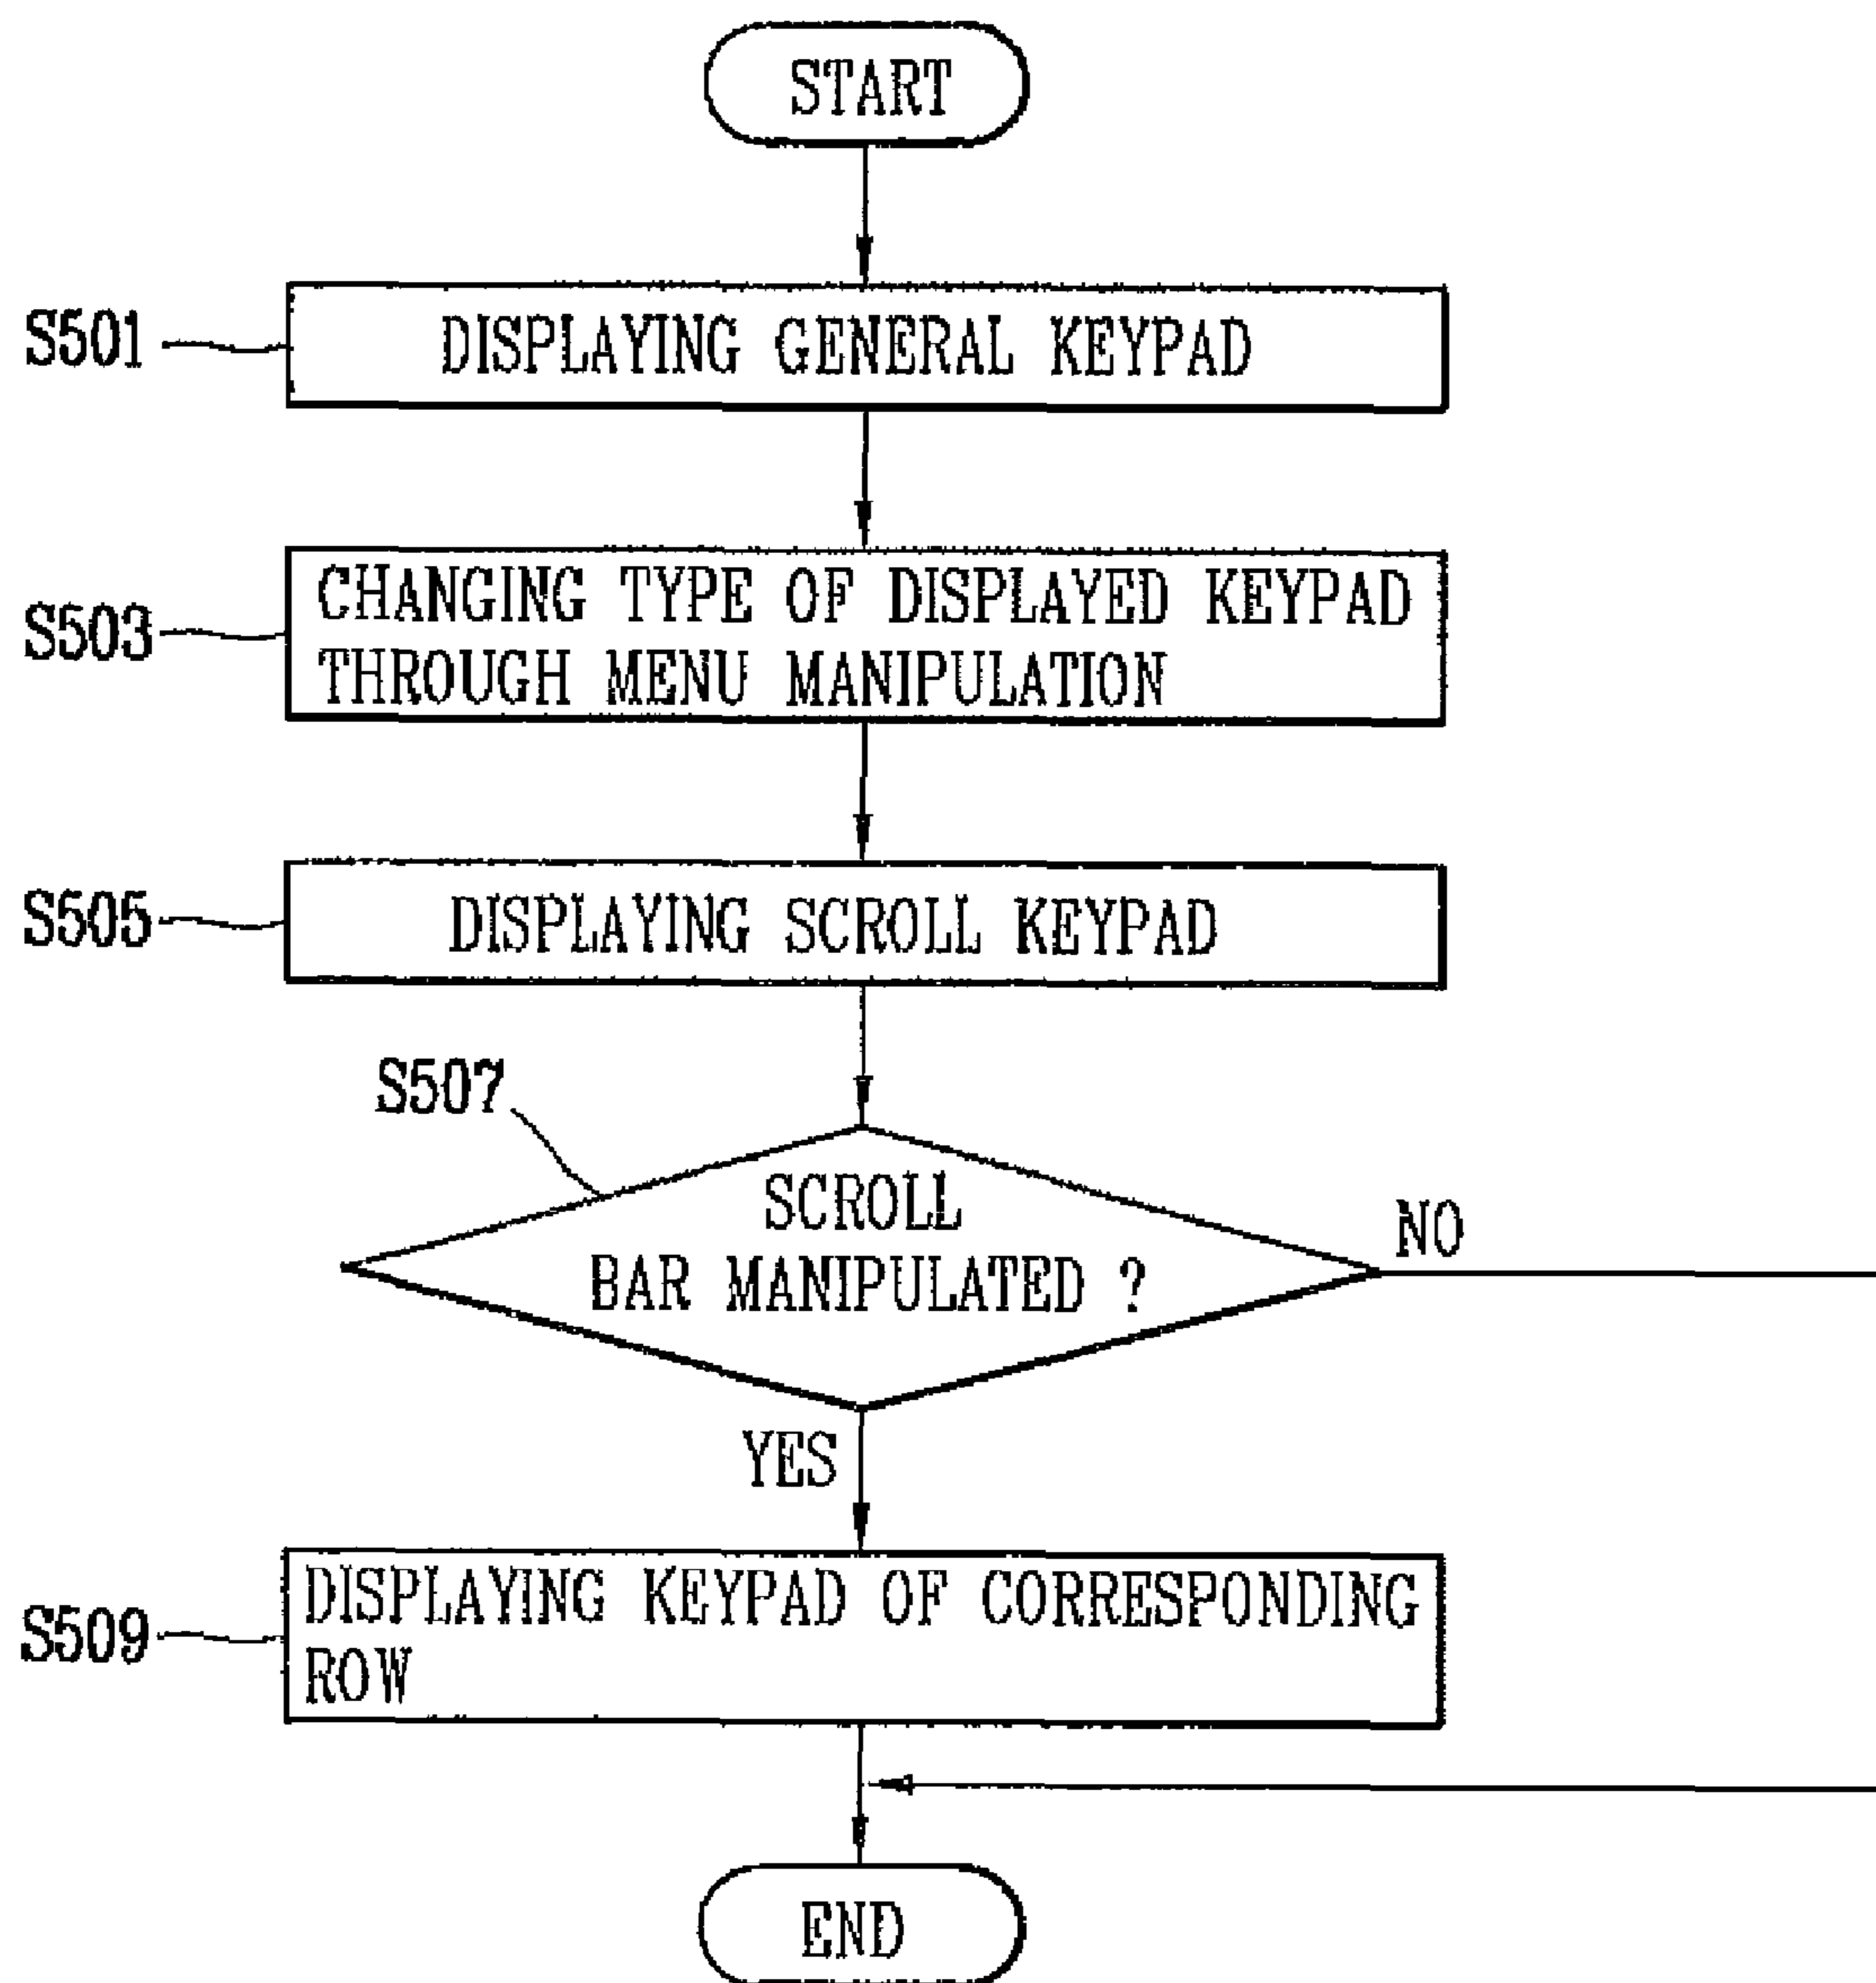 START
S501
DISPLAYING GENERAL KEYPAD
S503
CHANGING TYPE OF DISPLAYED KEYPAD
THROUGH MENU MANIPULATION
S505
DISPLAYING SCROLL KEYPAD
S507
SCROLL
BAR MANIPULATED ?
NO
YES
S509
DISPLAYING KEYPAD OF CORRESPONDING
ROW
END